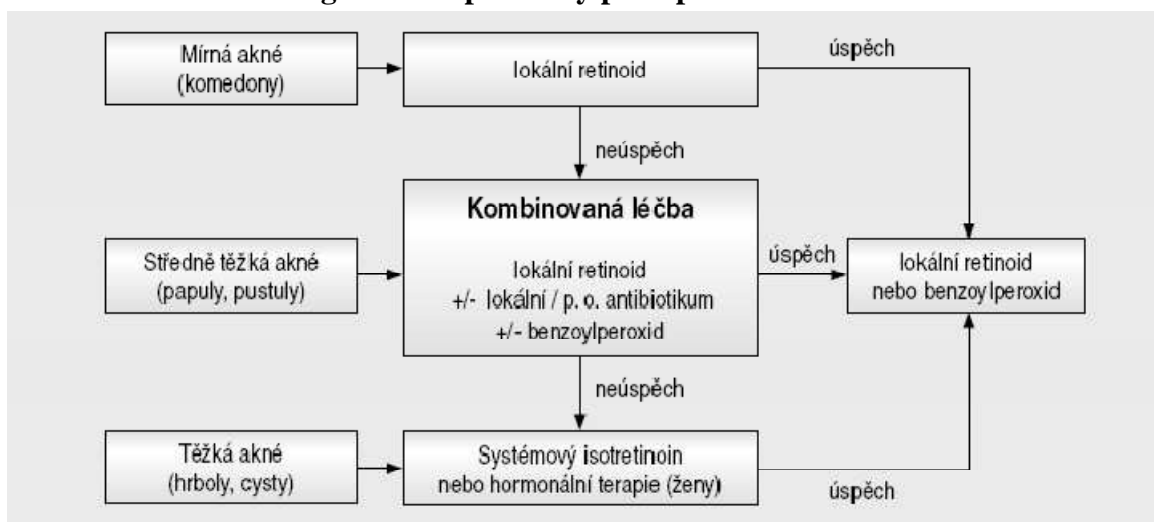 Mírná akné
(komedony)
lokální retinoid
úspěch
neúspěch
Kombinovaná léčba
lokální retinoid
+/- lokální / p. o. antibiotikum
+/- benzoylperoxid
Středně těžká akné
(papuly, pustuly)
úspěch
lokální retinoid
nebo benzoylperoxid
neúspěch
Těžká akné
(hrboly, cysty)
Systémový isotretinoin
nebo hormonální terapie (ženy)
úspěch